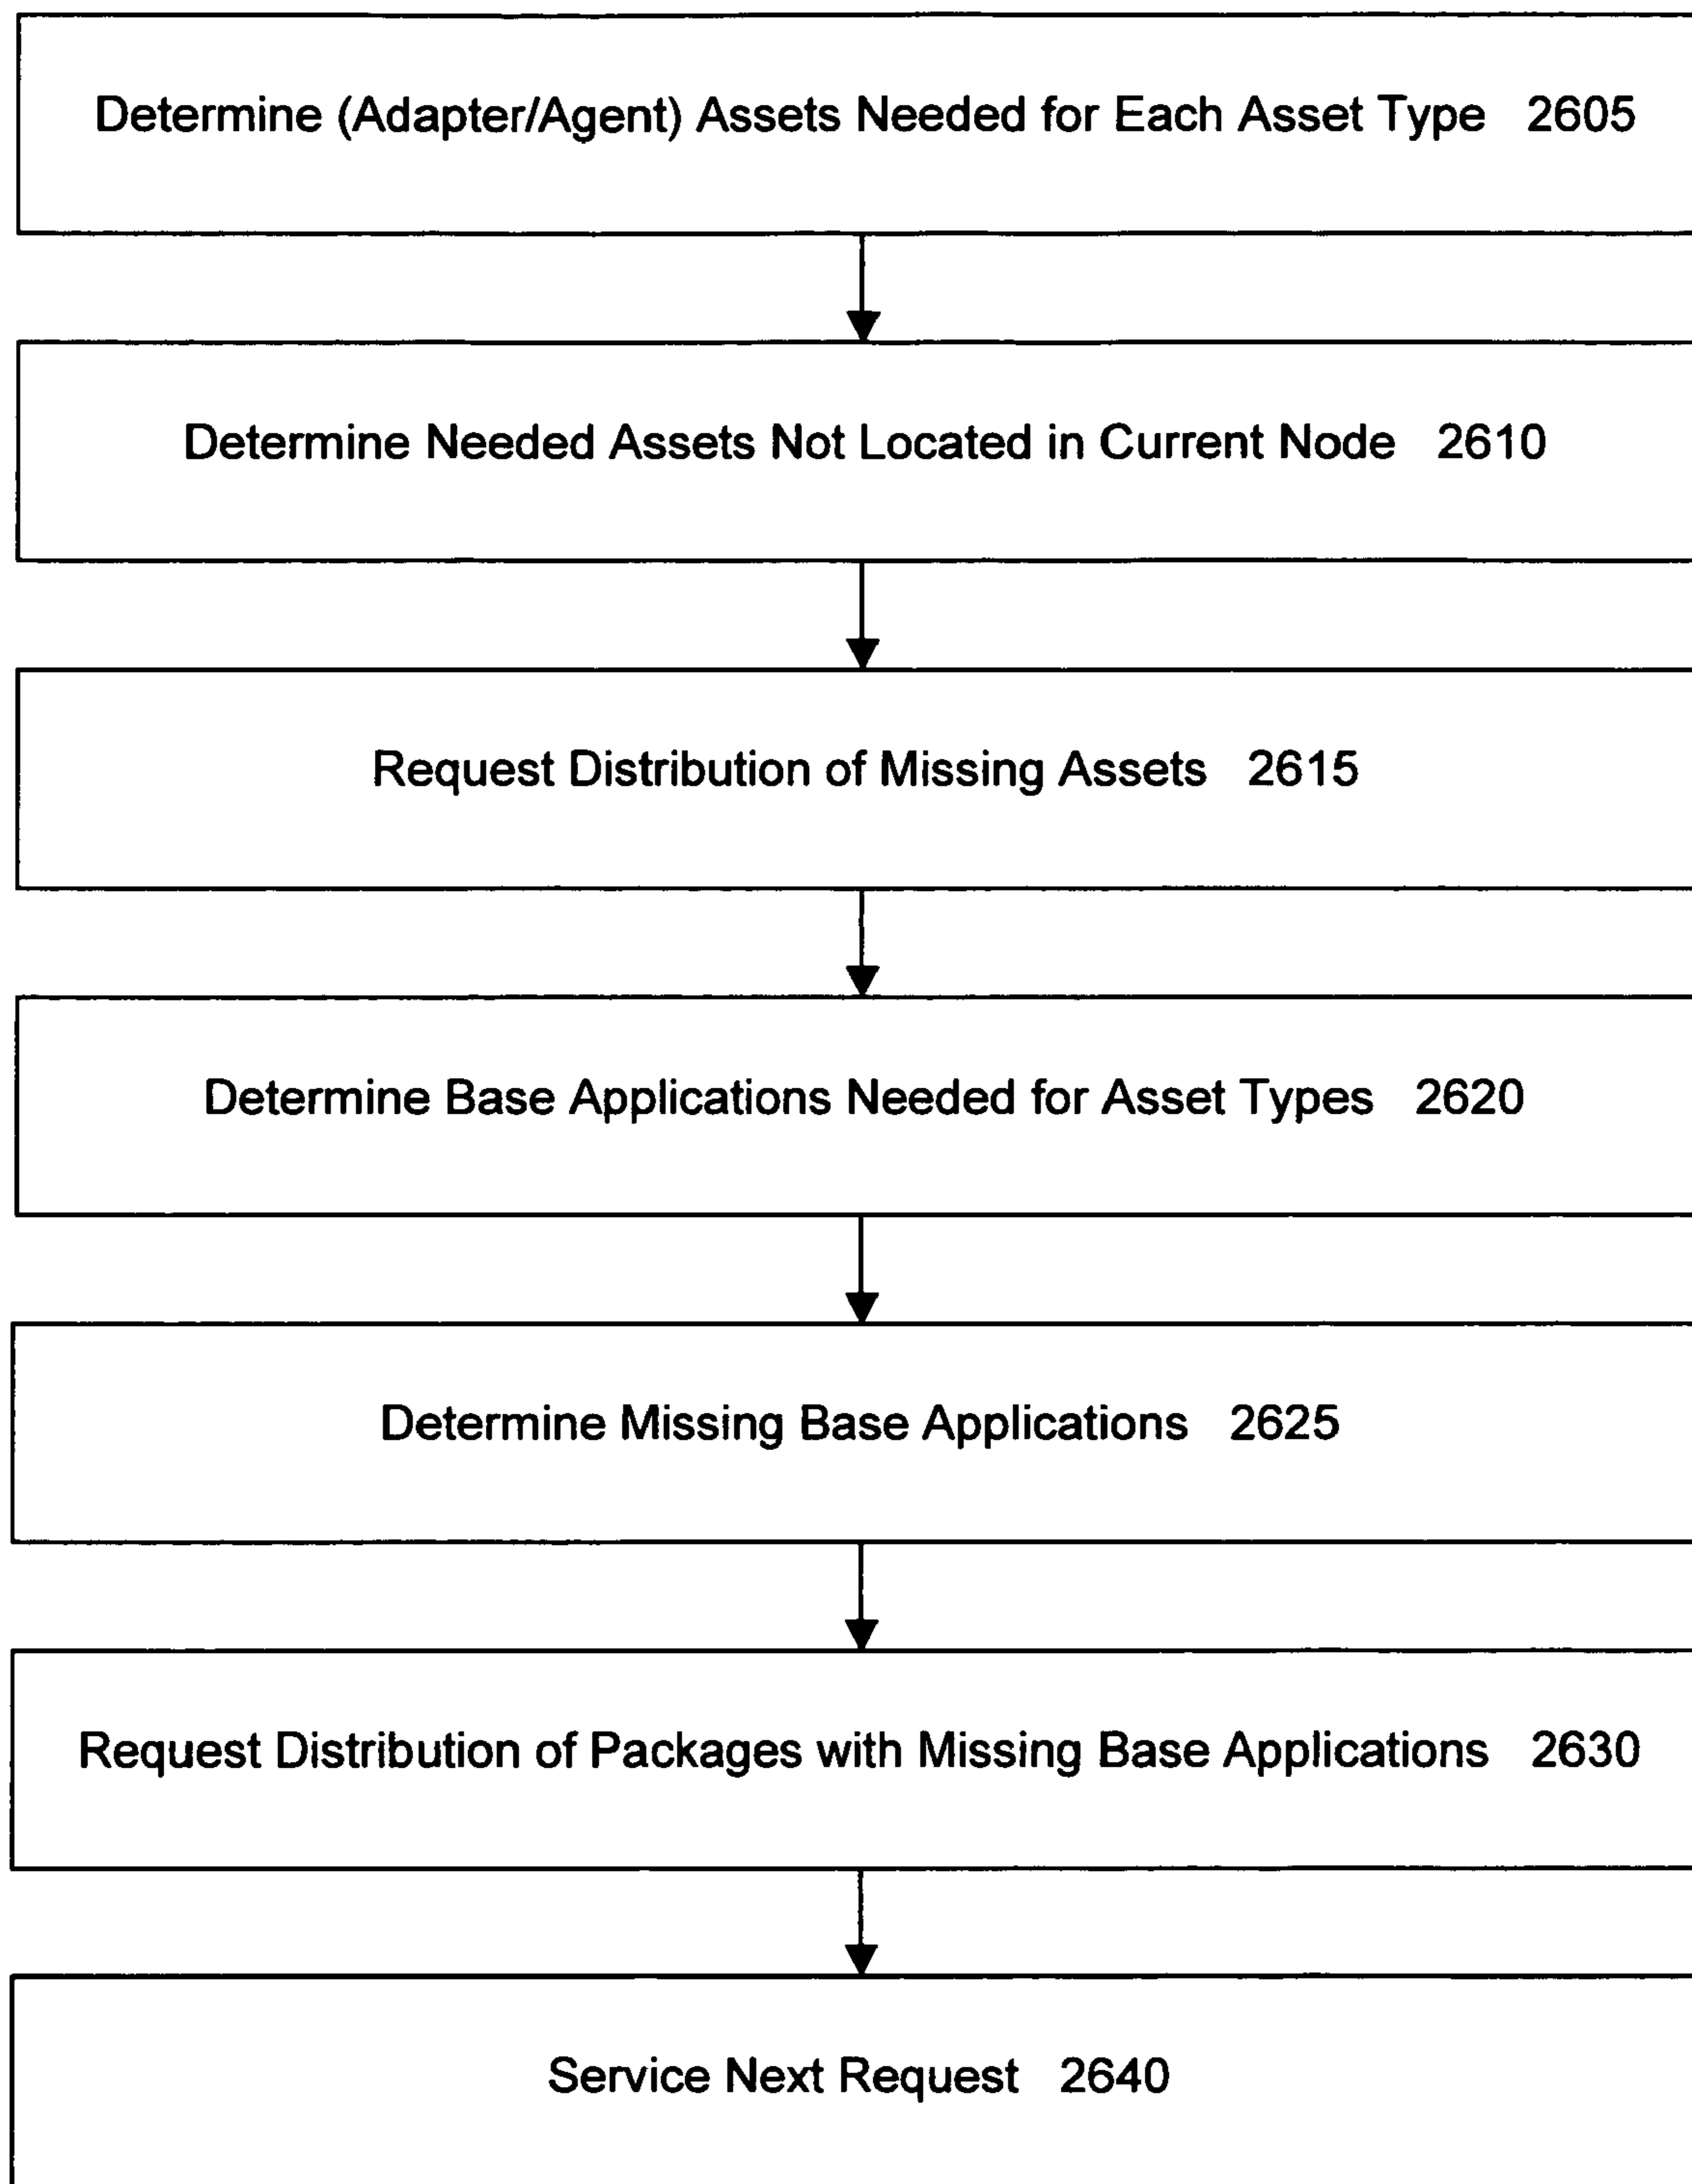 Determine (Adapter/Agent) Assets Needed for Each Asset Type 2605
Determine Needed Assets Not Located in Current Node 2610
Request Distribution of Missing Assets 2615
Determine Base Applications Needed for Asset Types 2620
Determine Missing Base Applications 2625
Request Distribution of Packages with Missing Base Applications 2630
Service Next Request 2640